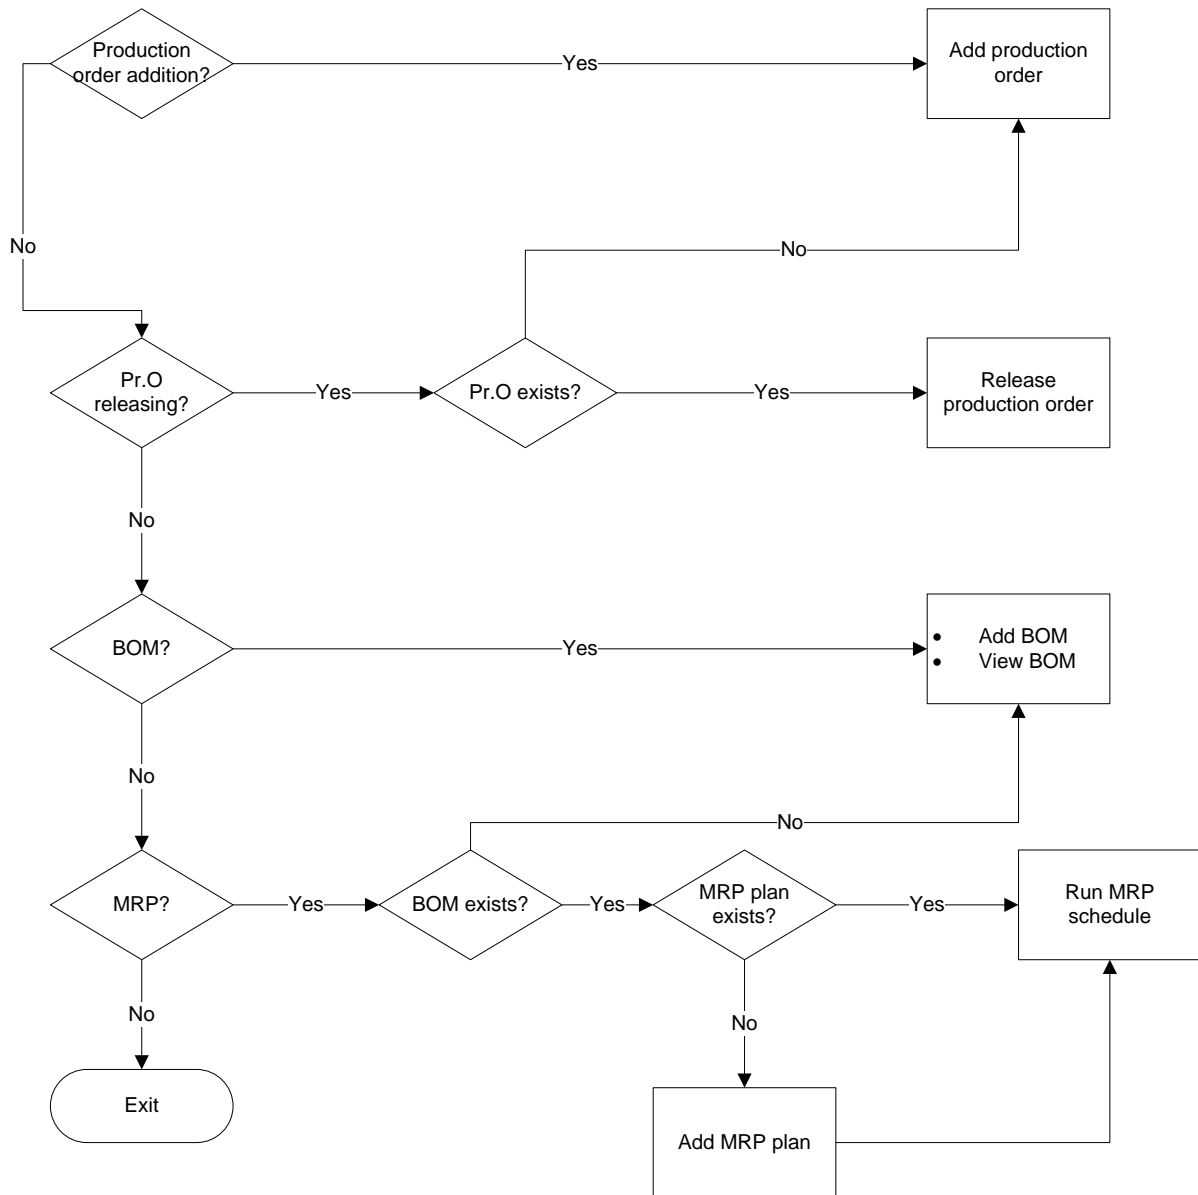 Production
order addition?
Yes
Add production
order
No
No
Pr.O
releasing?
Yes
Pr.O exists?
Yes
Release
production order
No
BOM?
Yes
• Add BOM
• View BOM
No
No
MRP?
Yes
BOM exists?
Yes
MRP plan
exists?
Yes
Run MRP
schedule
No
No
Exit
Add MRP plan